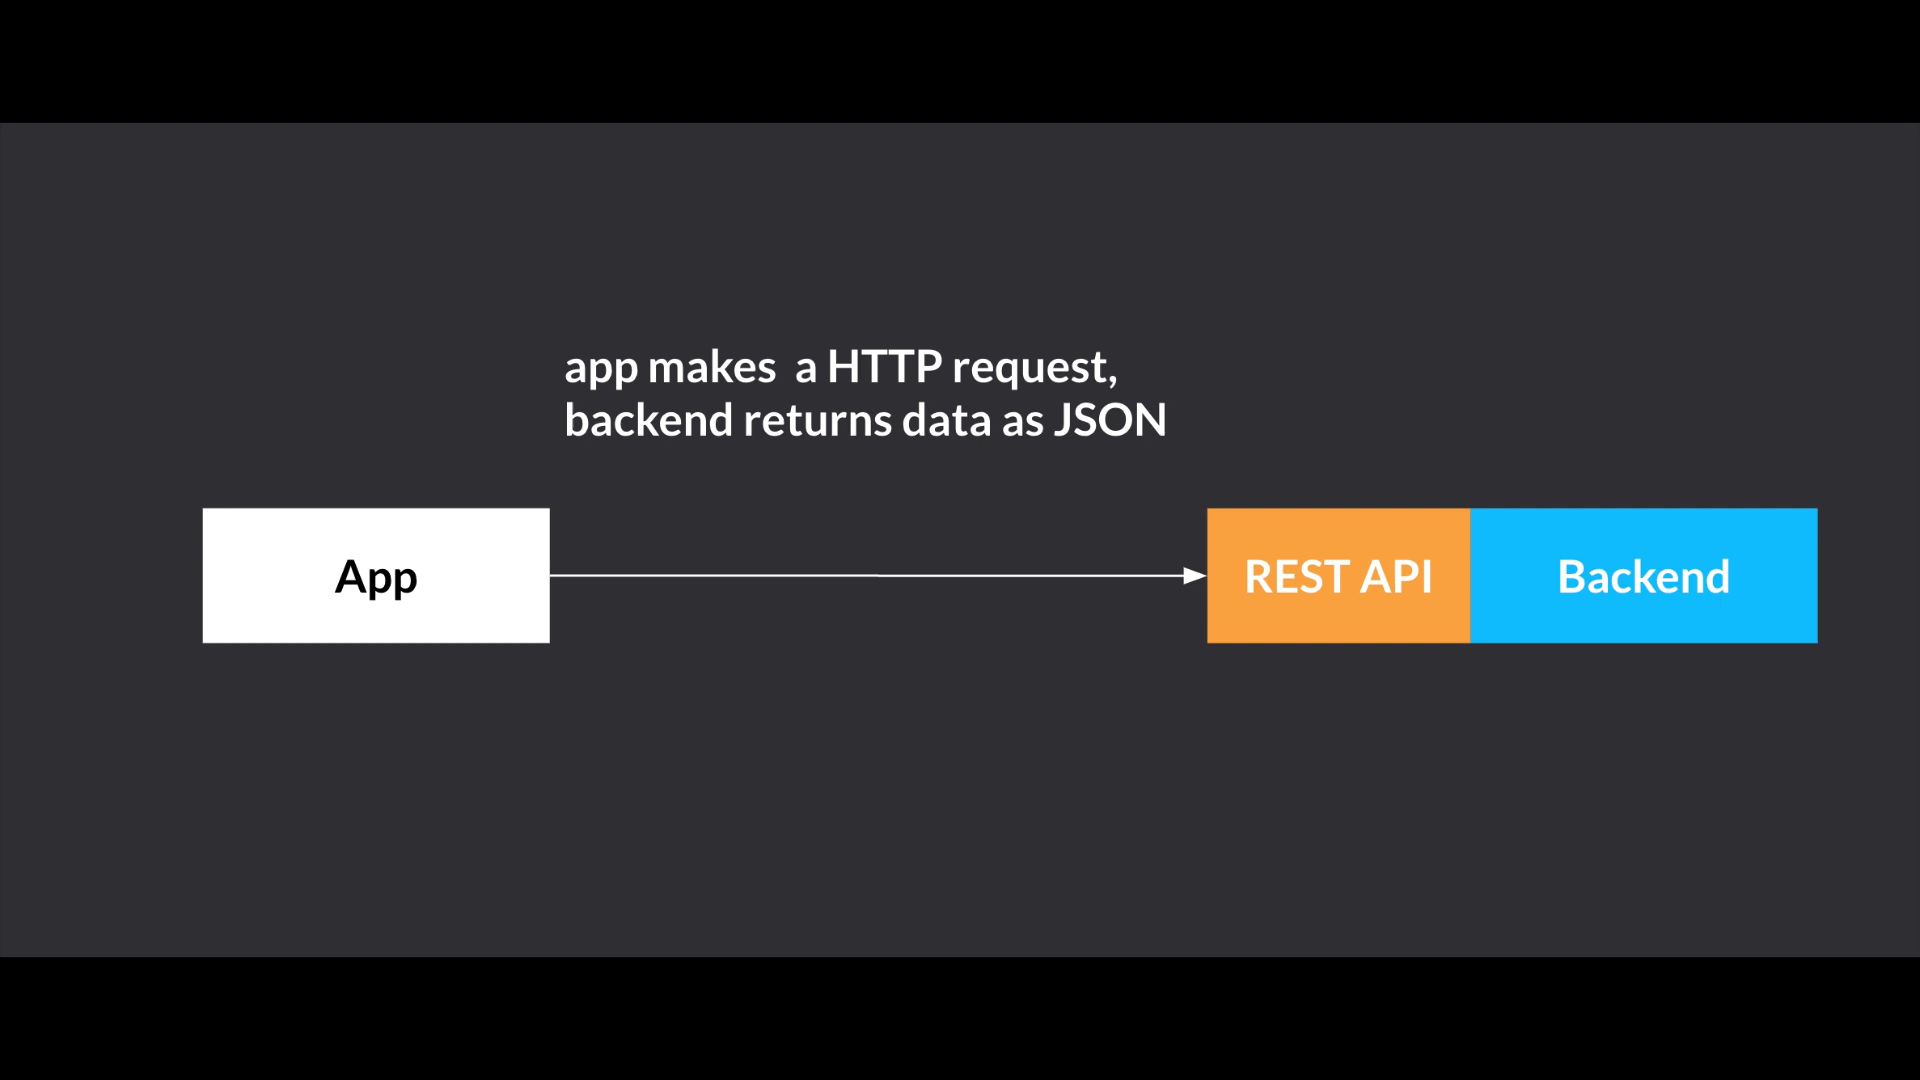 app makes  a HTTP request,
backend returns data as JSON
App
REST API
Backend